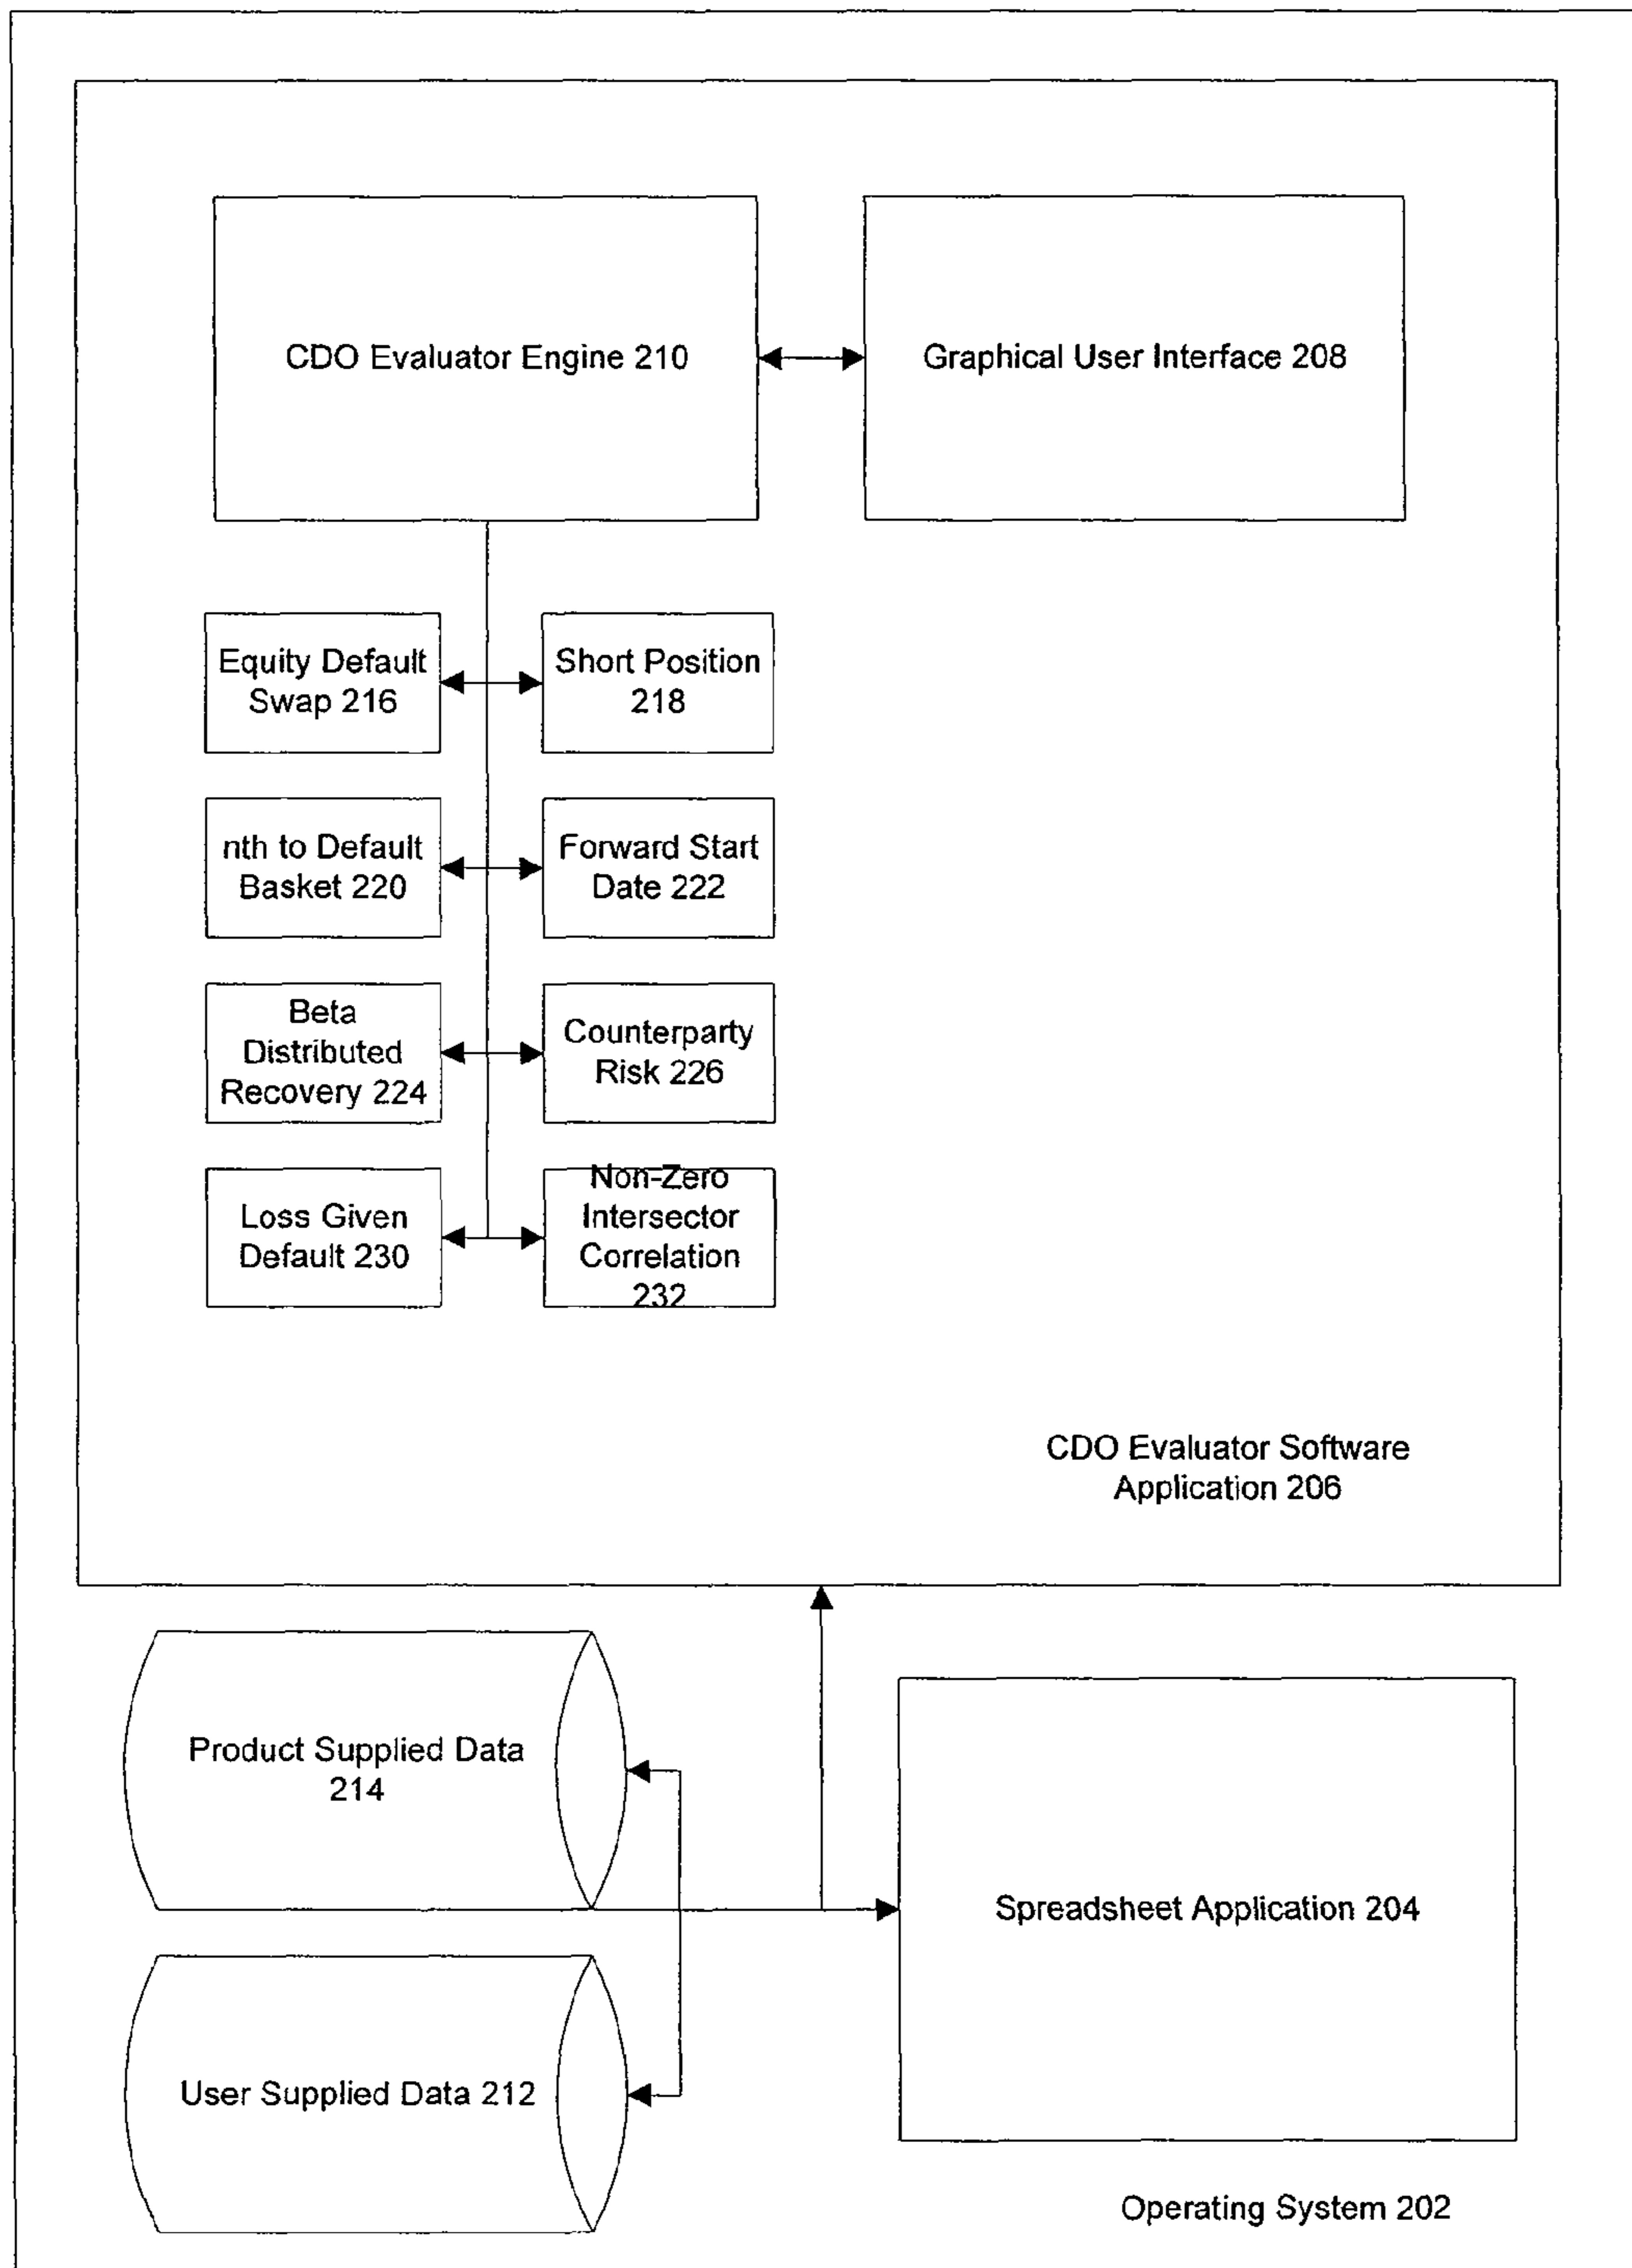 CDO Evaluator Engine 210
Graphical User Interface 208
Equity Default
Swap 216
Short Position
218
nth to Default
Basket 220
Forward Start
Date 222
Beta
Distributed
Recovery 224
Counterparty
Risk 226
Loss Given
Default 230
Non-Zero
Intersector
Correlation
232
CDO Evaluator Software
Application 206
Product Supplied Data
214
Spreadsheet Application 204
User Supplied Data 212
Operating System 202